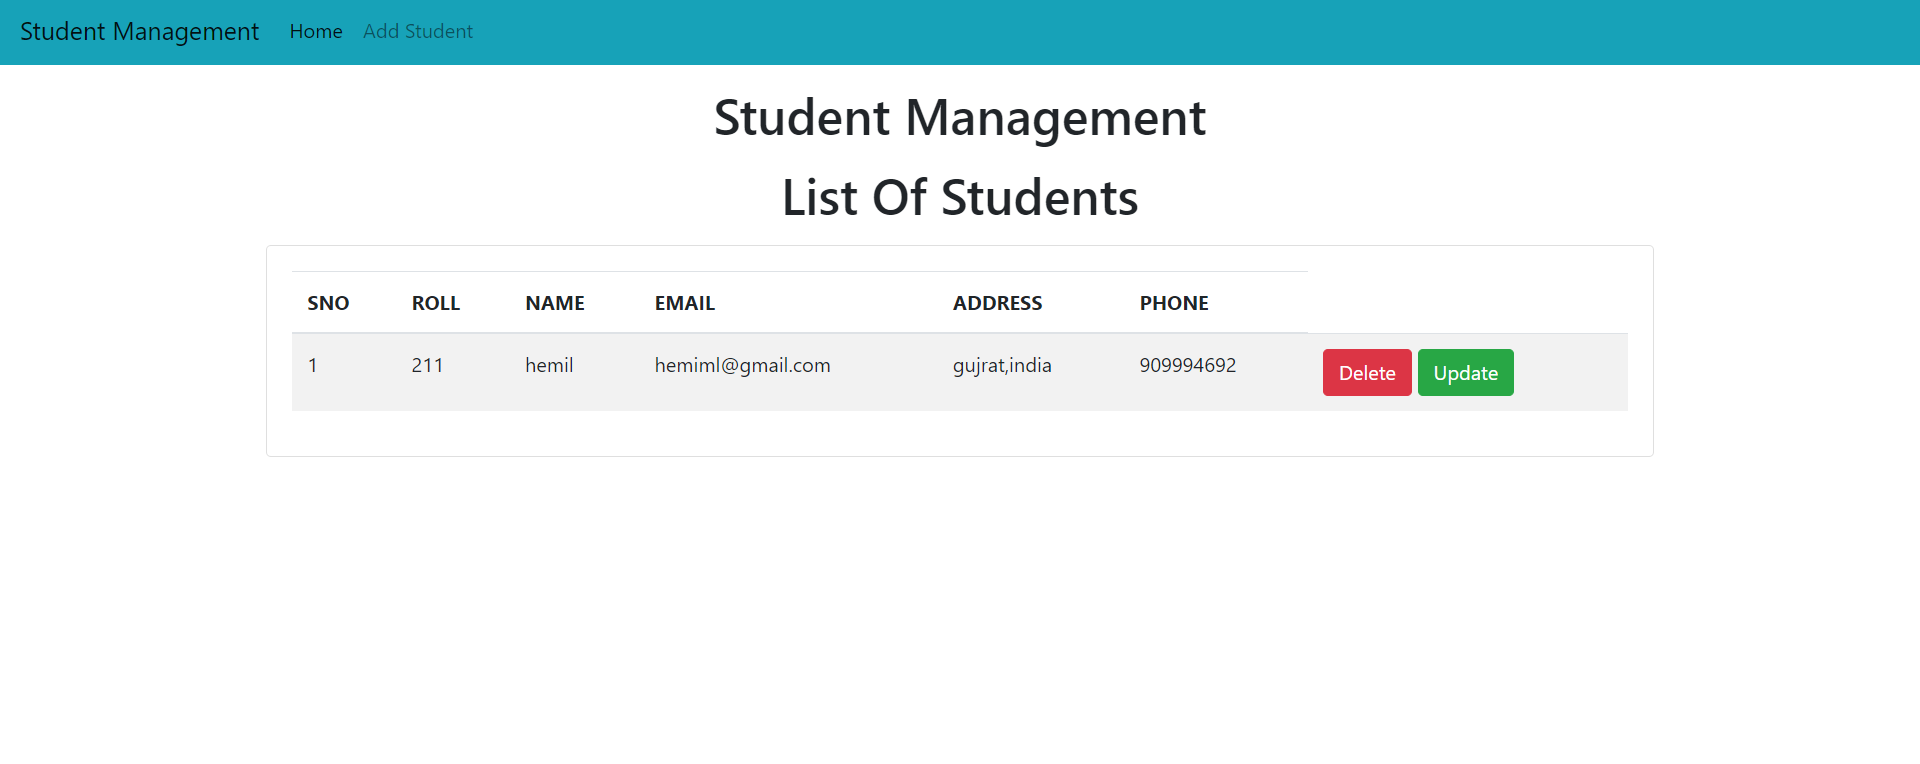 Student Management Home Add Student
Student Management
List Of Students
SNO ROLL NAME EMAIL ADDRESS PHONE
1 211 hemil hemiml@gmail.com gujrat,india 909994692 Delete Update